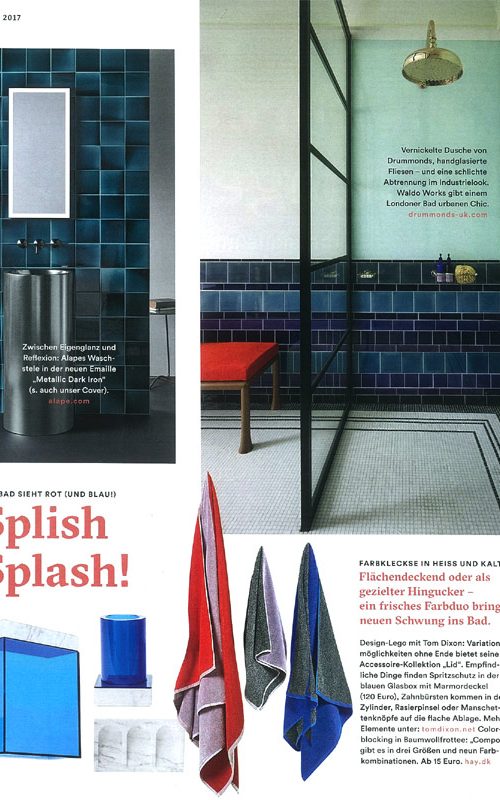 2017
Vernickelte Dusche von
Drummonds, handglasierte
Fliesen – und eine schlichte
Abtrennung im Industrielook.
Waldo Works gibt einem
Londoner Bad urbanen Chic.
drummonds-uk.com
Zwischen Eigenglanz und
Reflexion: Alapes Wasch-
stele in der neuen Emaille
„Metallic Dark Iron“
(s. auch unser Cover).
alape.com
BAD SIEHT ROT (UND BLAU!)
Splish
Splash!
FARBKLECKSE IN HEISS UND KALT
Flächendeckend oder als
gezielter Hingucker –
ein frisches Farbduo bring
neuen Schwung ins Bad.
Design-Lego mit Tom Dixon: Variation
möglichkeiten ohne Ende bietet seine
Accessoire-Kollektion „Lid“. Empfind-
liche Dinge finden Spritzschutz in der
blauen Glasbox mit Marmordeckel
(120 Euro), Zahnbürsten kommen in de
Zylinder, Rasierpinsel oder Manschet-
tenknöpfe auf die flache Ablage. Meh
Elemente unter: tomdixon.net Color-
blocking in Baumwollfrottee: „Compo
gibt es in drei Größen und neun Farb-
kombinationen. Ab 15 Euro. hay.dk